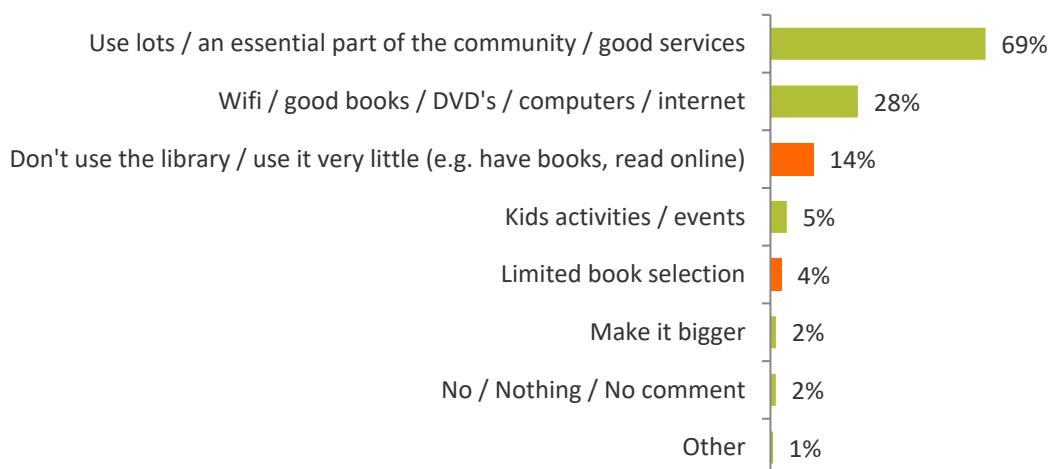 Use lots / an essential part of the community / good services 69%
Wifi / good books / DVD's / computers / internet 28%
Don't use the library / use it very little (e.g. have books, read online) 14%
Kids activities / events 5%
Limited book selection 4%
Make it bigger 2%
No / Nothing / No comment 2%
Other 1%